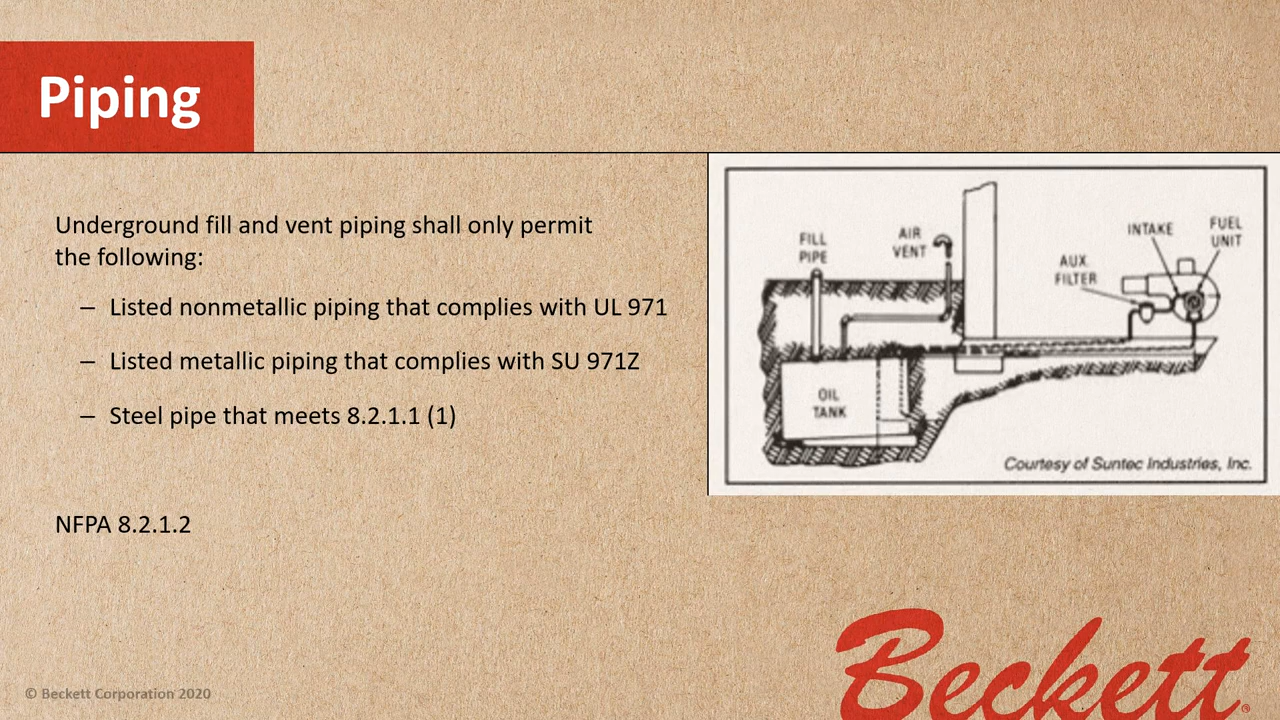 Piping
Underground fill and vent piping shall only permit
the following:
– Listed nonmetallic piping that complies with UL 971
– Listed metallic piping that complies with SU 971Z
– Steel pipe that meets 8.2.1.1 (1)
NFPA 8.2.1.2
FILL
PIPE
AIR
VENT
INTAKE
FUEL
UNIT
AUX.
FILTER
OIL
TANK
Courtesy of Suntec Industries, Inc.
© Beckett Corporation 2020
Beckett®